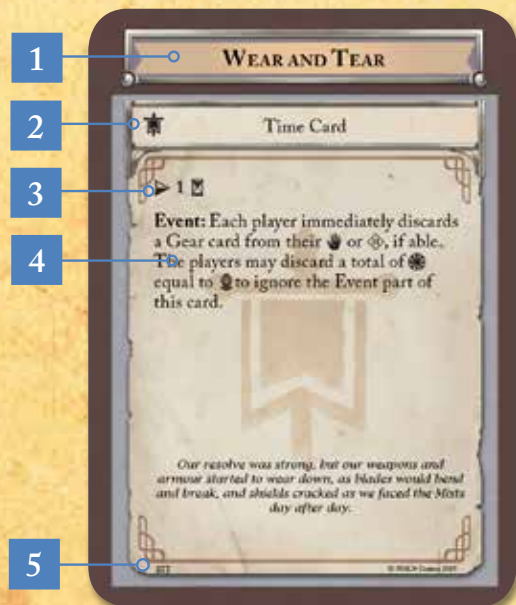 1
WEAR AND TEAR
2
Time Card
3
1
Event: Each player immediately discards
a Gear card from their or , if able.
4
The players may discard a total of
equal to to ignore the Event part of
this card.
Our resolve was strong, but our weapons and
armour started to wear down, as blades would bend
and break, and shields cracked as we faced the Mists
day after day.
5